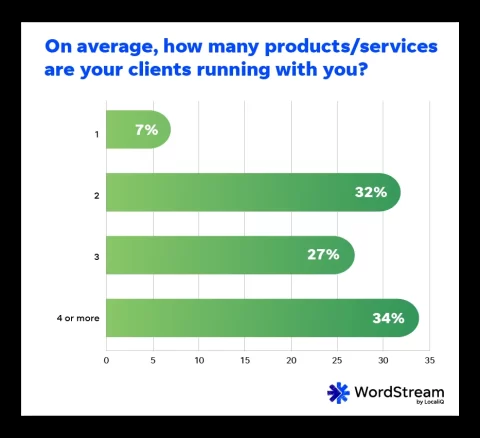 On average, how many products/services
are your clients running with you?
1
7%
2
32%
3
27%
4 or more
34%
0 5 10 15 20 25 30 35
WordStream
by LocaliQ